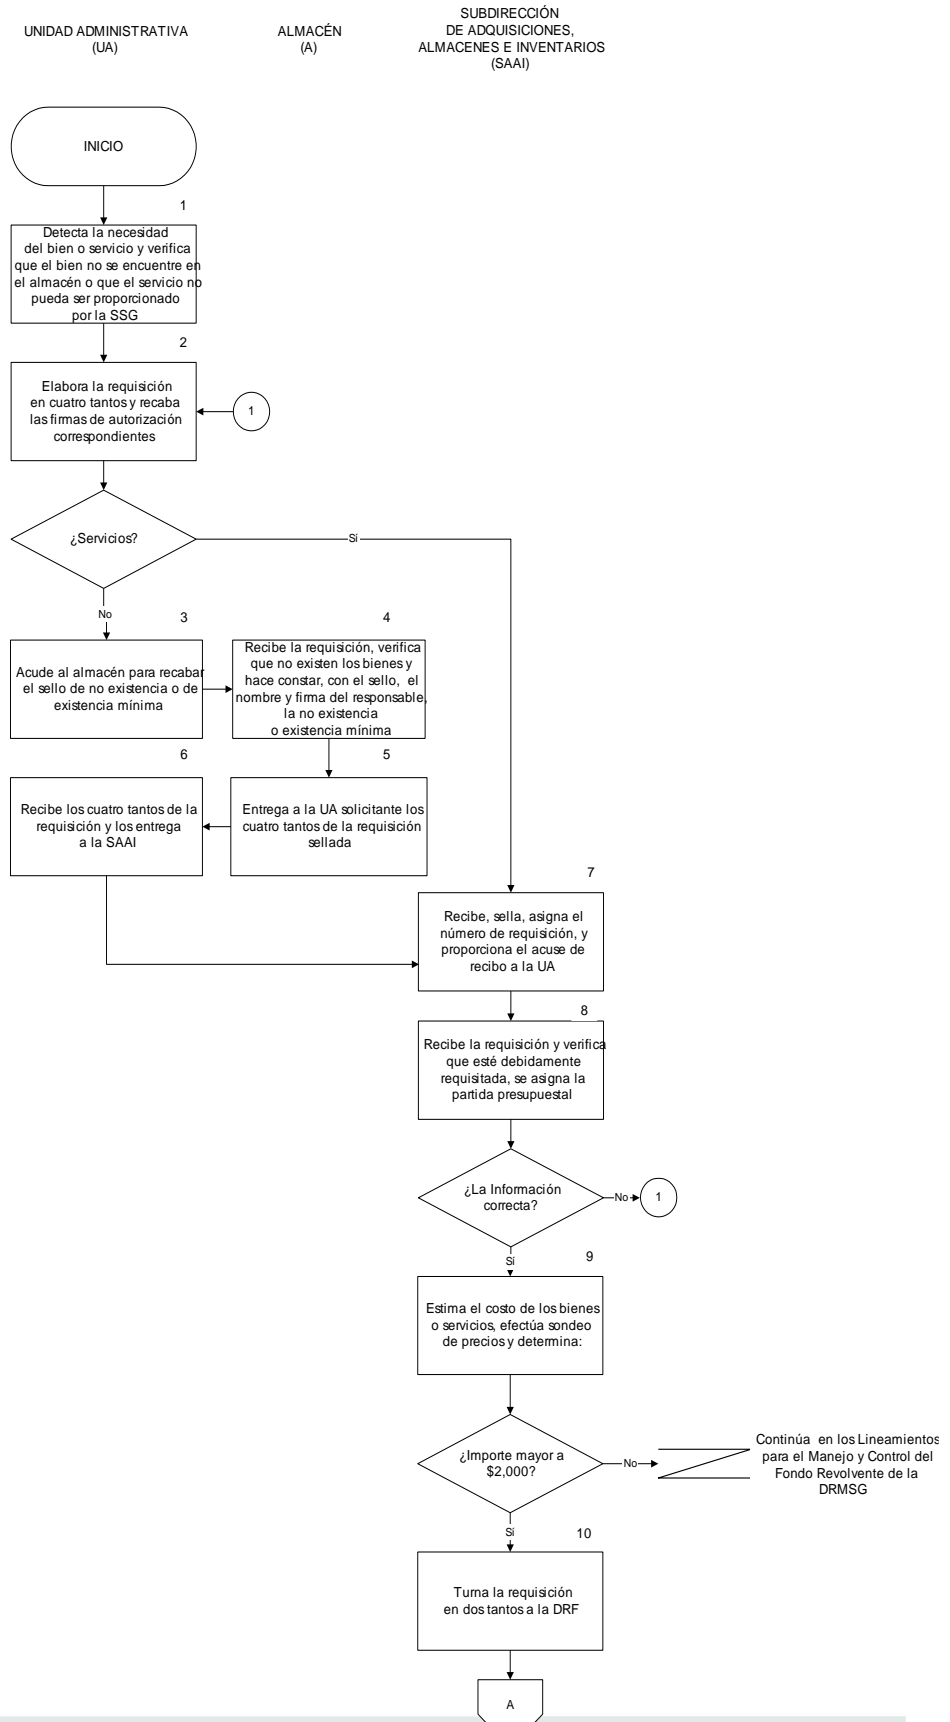 UNIDAD ADMINISTRATIVA
(UA)
ALMACÉN
(A)
SUBDIRECCIÓN
DE ADQUISICIONES,
ALMACENES E INVENTARIOS
(SAAI)
INICIO
1
Detecta la necesidad
del bien o servicio y verifica
que el bien no se encuentre en
el almacén o que el servicio no
pueda ser proporcionado
por la SSG
2
Elabora la requisición
en cuatro tantos y recaba
las firmas de autorización
correspondientes
1
¿Servicios?
Sí
No
3
Acude al almacén para recabar
el sello de no existencia o de
existencia mínima
4
Recibe la requisición, verifica
que no existen los bienes y
hace constar, con el sello, el
nombre y firma del responsable,
la no existencia
o existencia mínima
6
Recibe los cuatro tantos de la
requisición y los entrega
a la SAAI
5
Entrega a la UA solicitante los
cuatro tantos de la requisición
sellada
7
Recibe, sella, asigna el
número de requisición, y
proporciona el acuse de
recibo a la UA
8
Recibe la requisición y verifica
que esté debidamente
requisitada, se asigna la
partida presupuestal
¿La Información
correcta?
No
1
Sí
9
Estima el costo de los bienes
o servicios, efectúa sondeo
de precios y determina:
¿Importe mayor a
$2,000?
No
Continúa en los Lineamientos
para el Manejo y Control del
Fondo Revolvente de la
DRMSG
Sí
10
Turna la requisición
en dos tantos a la DRF
A